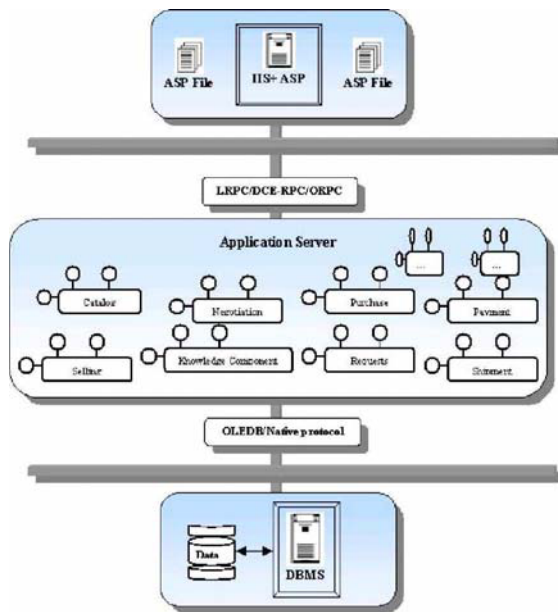 ASP File
IIS+ ASP
ASP File
LRPC/DCE-RPC/ORPC
Application Server
...
...
Catalog
Negotiation
Purchase
Payment
Selling
Knowledge Component
Requests
Shipment
OLEDB/Native protocol
Data
DBMS